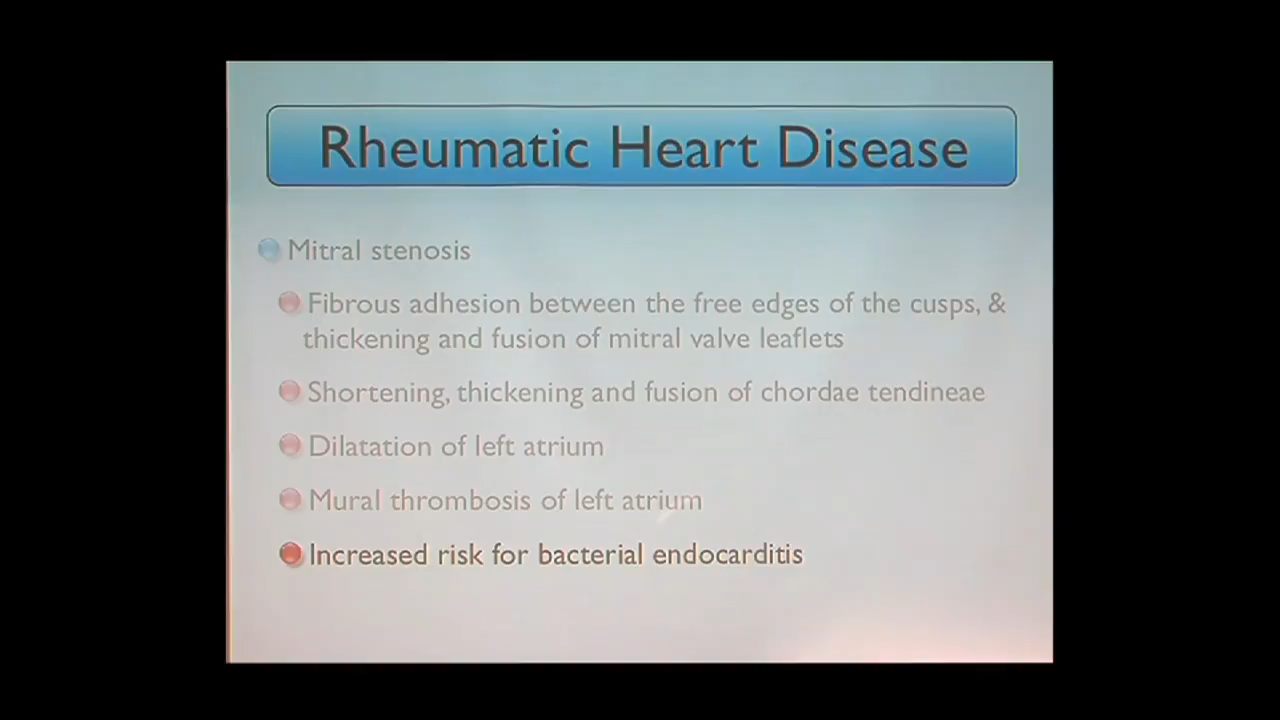 Rheumatic Heart Disease
Mitral stenosis
Fibrous adhesion between the free edges of the cusps, &
thickening and fusion of mitral valve leaflets
Shortening, thickening and fusion of chordae tendineae
Dilatation of left atrium
Mural thrombosis of left atrium
Increased risk for bacterial endocarditis